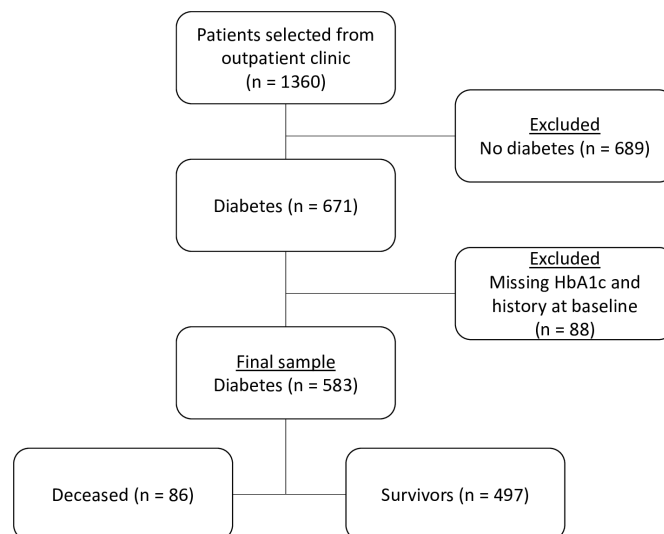 Patients selected from
outpatient clinic
(n = 1360)
Excluded
No diabetes (n = 689)
Diabetes (n = 671)
Excluded
Missing HbA1c and
history at baseline
(n = 88)
Final sample
Diabetes (n = 583)
Deceased (n = 86)
Survivors (n = 497)